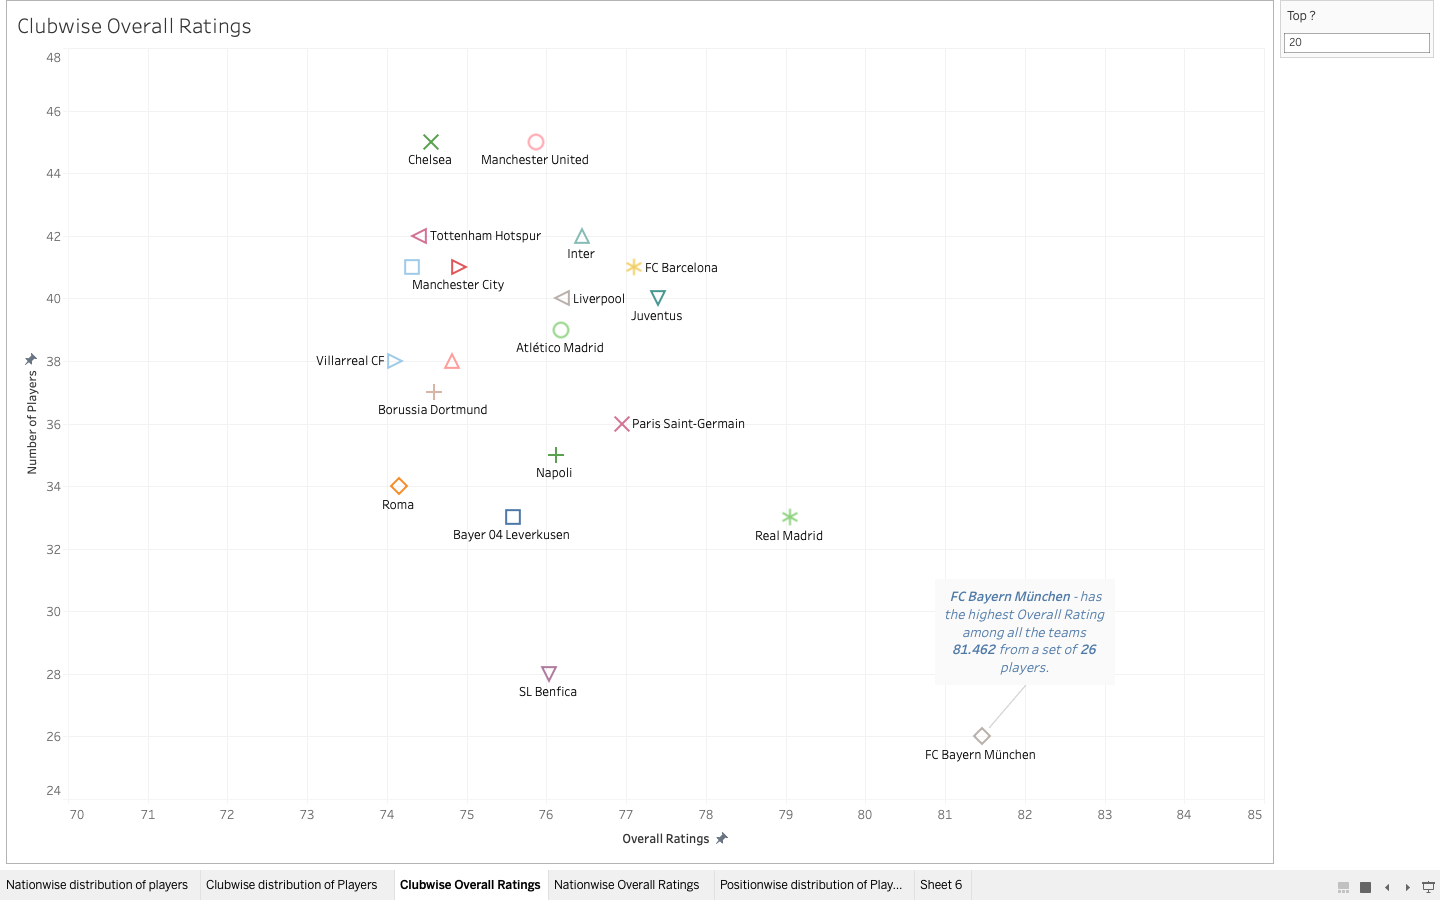 Clubwise Overall Ratings
Top ?
20
48
46
44
42
40
38
36
34
32
30
28
26
24
Number of Players
Chelsea
Manchester United
Tottenham Hotspur
Inter
FC Barcelona
Manchester City
Liverpool
Juventus
Atlético Madrid
Villarreal CF
Borussia Dortmund
Paris Saint-Germain
Napoli
Roma
Bayer 04 Leverkusen
Real Madrid
FC Bayern München - has
the highest Overall Rating
among all the teams
81.462 from a set of 26
players.
SL Benfica
FC Bayern München
70 71 72 73 74 75 76 77 78 79 80 81 82 83 84 85
Overall Ratings
Nationwise distribution of players
Clubwise distribution of Players
Clubwise Overall Ratings
Nationwise Overall Ratings
Positionwise distribution of Play...
Sheet 6